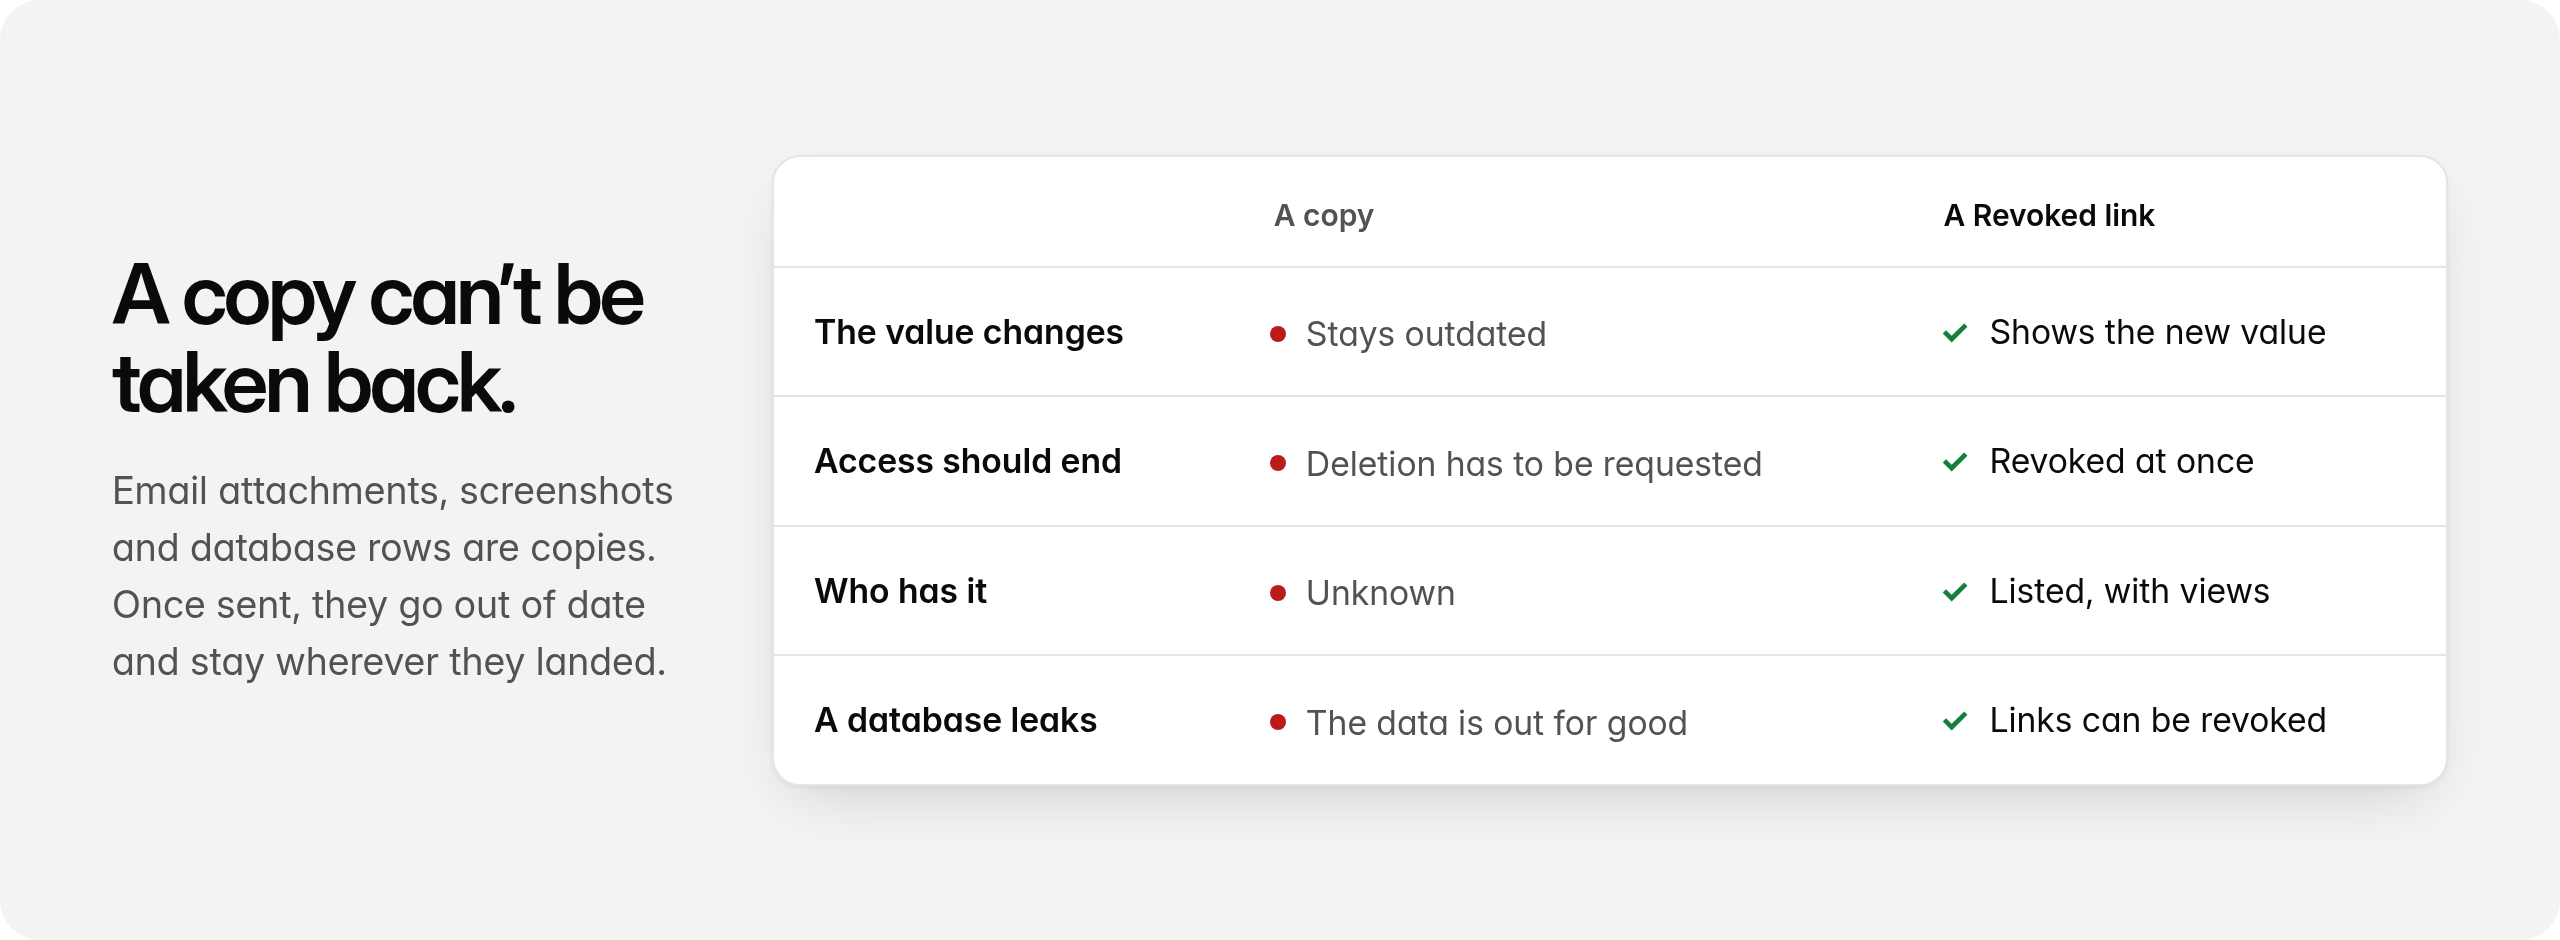 A copy can't be
taken back.
Email attachments, screenshots
and database rows are copies.
Once sent, they go out of date
and stay wherever they landed.
A copy A Revoked link
The value changes Stays outdated Shows the new value
Access should end Deletion has to be requested Revoked at once
Who has it Unknown Listed, with views
A database leaks The data is out for good Links can be revoked